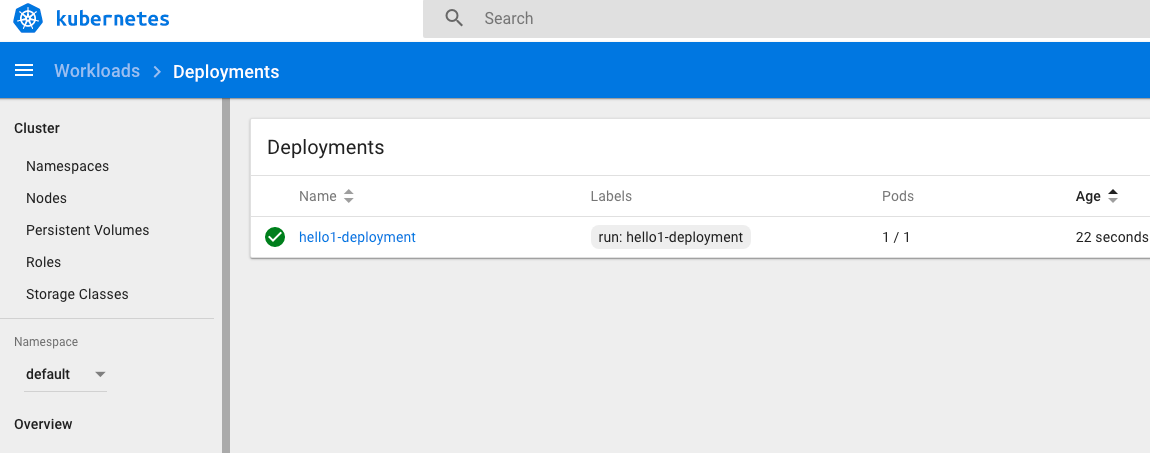 kubernetes
Search
Workloads > Deployments
Cluster
Namespaces
Nodes
Persistent Volumes
Roles
Storage Classes
Namespace
default
Overview
Deployments
Name Labels Pods Age
hello1-deployment run: hello1-deployment 1 / 1 22 seconds